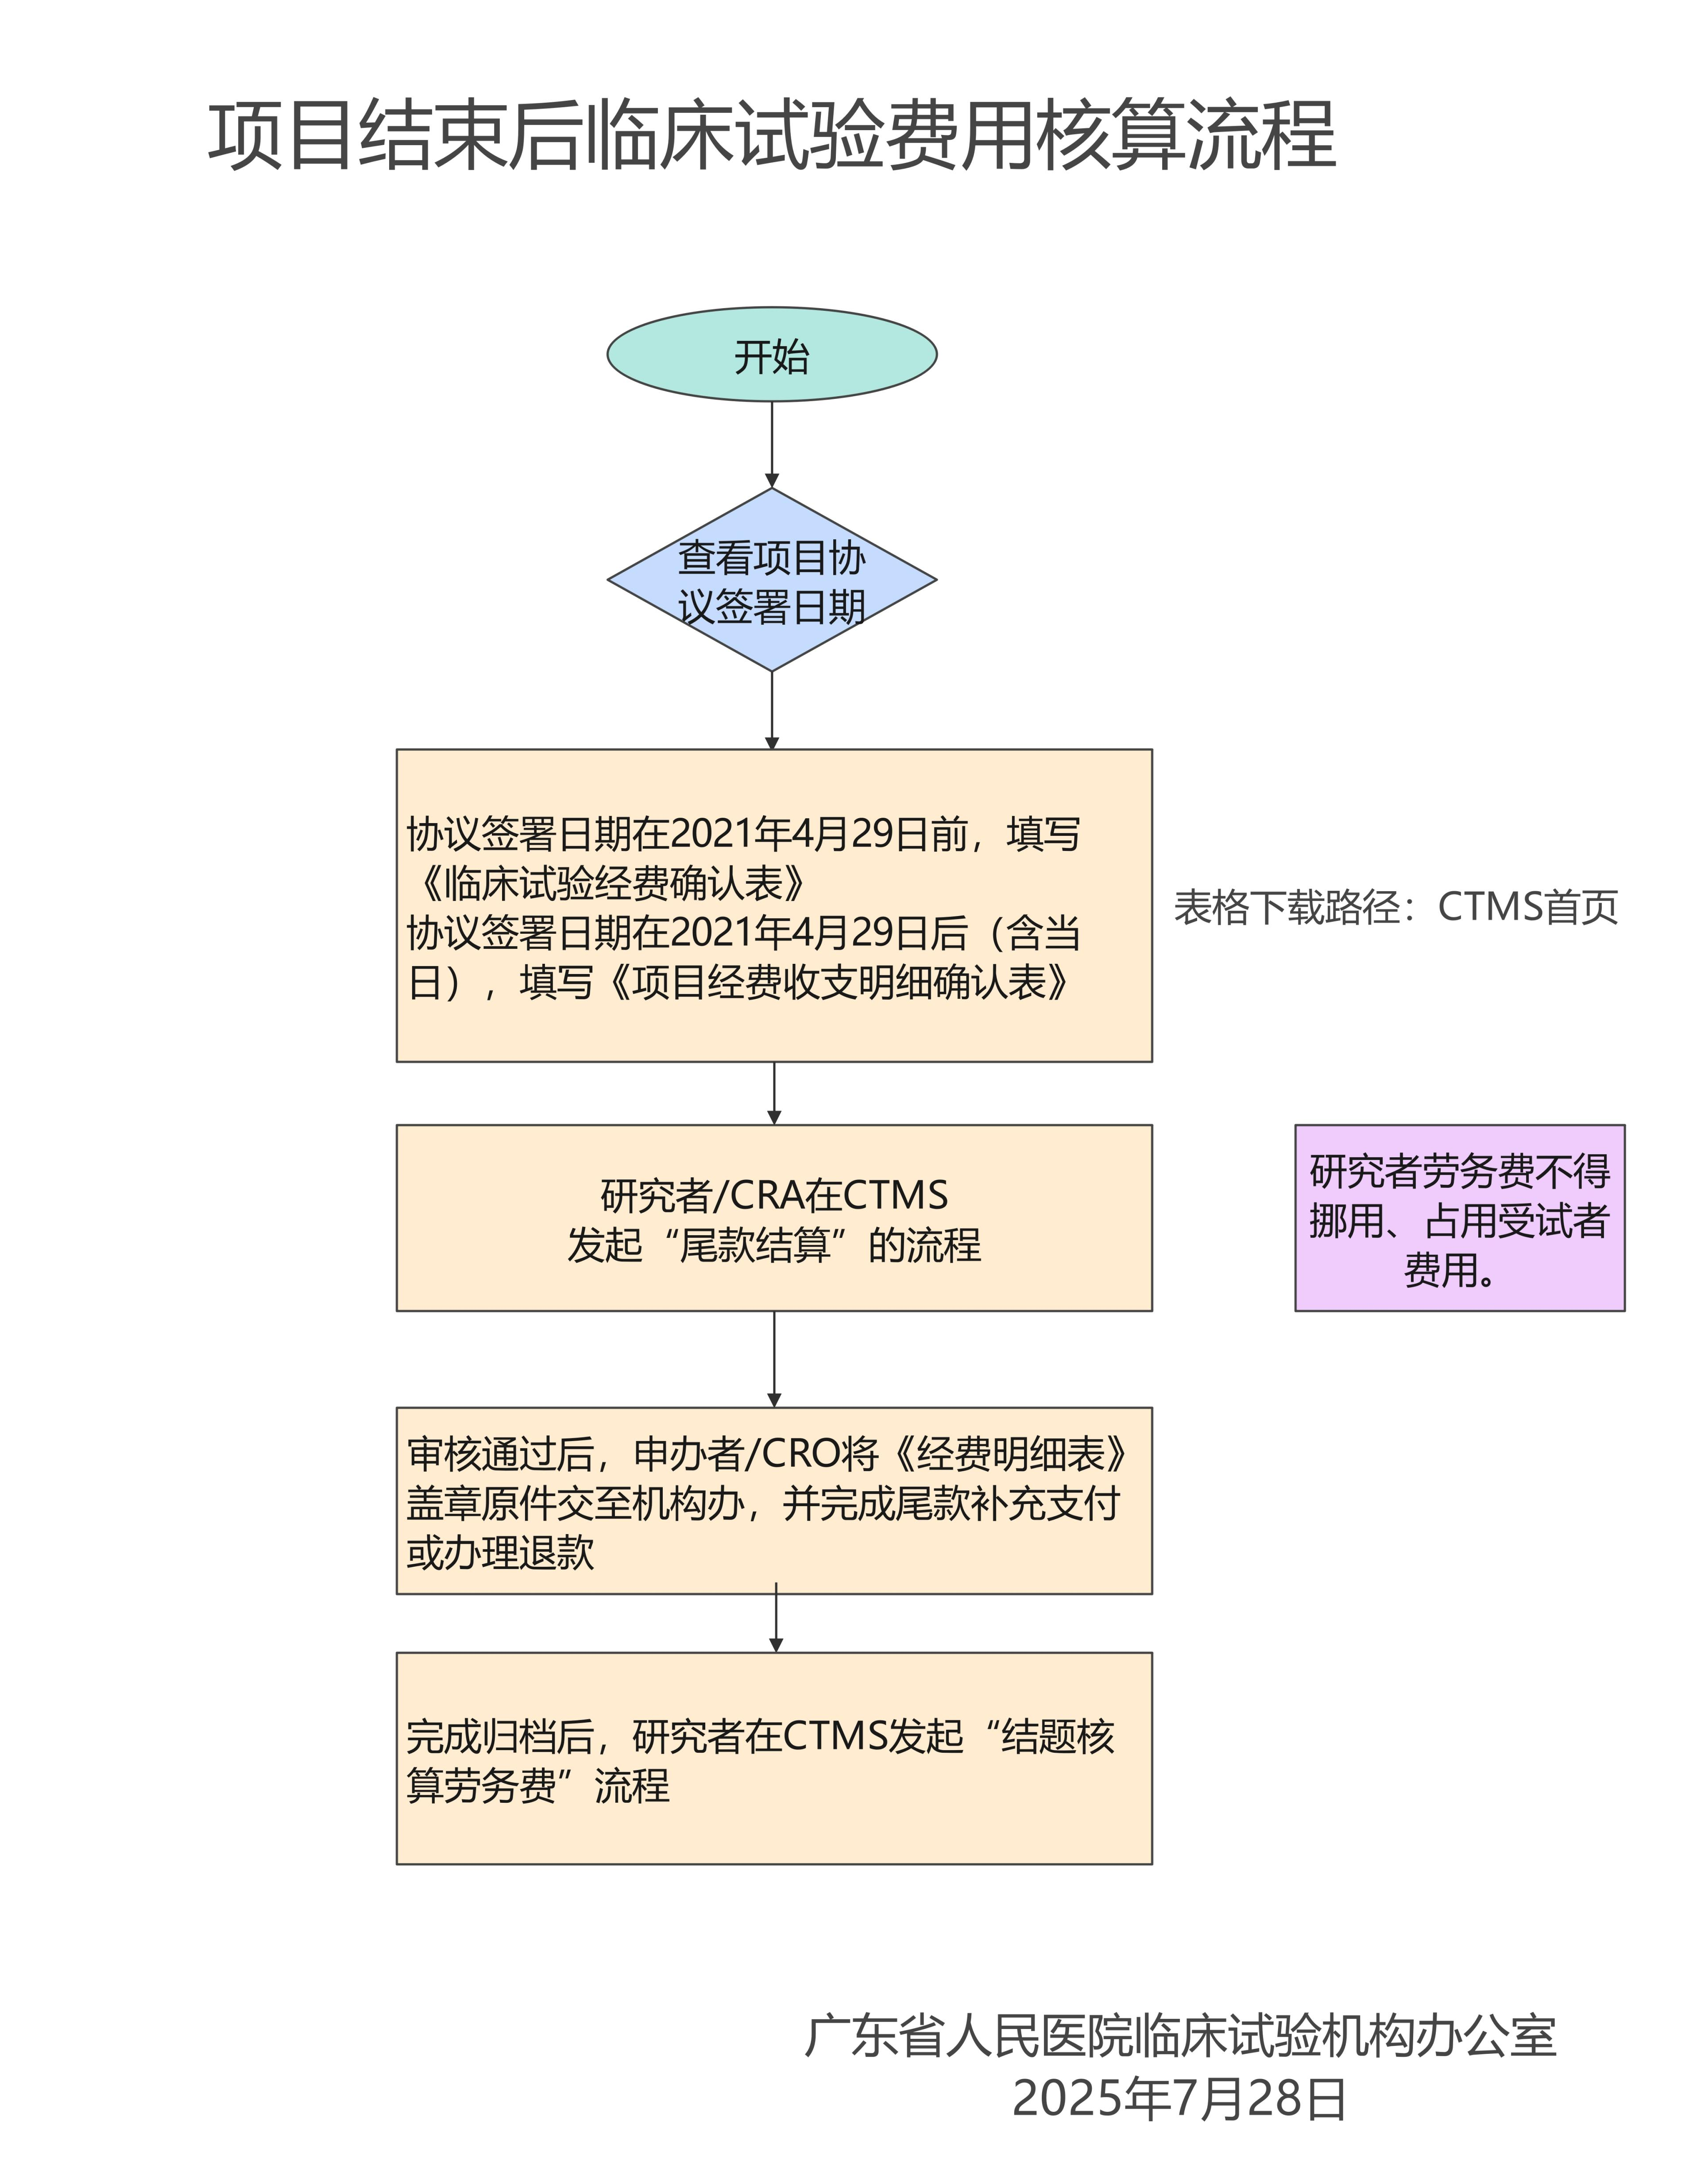 项目结束后临床试验费用核算流程
开始
查看项目协
议签署日期
协议签署日期在2021年4月29日前，填写
《临床试验经费确认表》
协议签署日期在2021年4月29日后（含当
日），填写《项目经费收支明细确认表》
表格下载路径：CTMS首页
研究者/CRA在CTMS
发起“尾款结算”的流程
研究者劳务费不得
挪用、占用受试者
费用。
审核通过后，申办者/CRO将《经费明细表》
盖章原件交至机构办，并完成尾款补充支付
或办理退款
完成归档后，研究者在CTMS发起“结题核
算劳务费”流程
广东省人民医院临床试验机构办公室
2025年7月28日